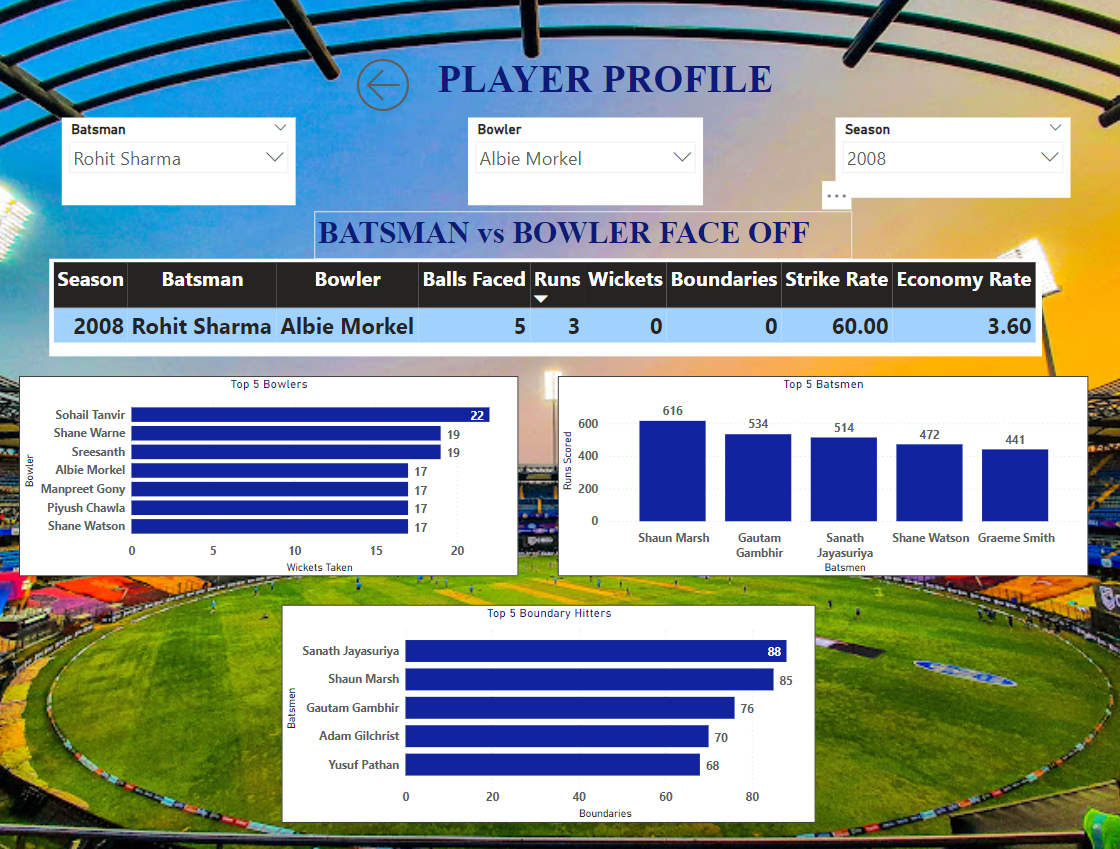 PLAYER PROFILE
Batsman
Rohit Sharma
Bowler
Albie Morkel
Season
2008
BATSMAN vs BOWLER FACE OFF
Season Batsman Bowler Balls Faced Runs Wickets Boundaries Strike Rate Economy Rate
2008 Rohit Sharma Albie Morkel 5 3 0 0 60.00 3.60
Top 5 Bowlers
Bowler
Sohail Tanvir 22
Shane Warne 19
Sreesanth 19
Albie Morkel 17
Manpreet Gony 17
Piyush Chawla 17
Shane Watson 17
0 5 10 15 20
Wickets Taken
Top 5 Batsmen
Runs Scored
600
400
200
0
616 534 514 472 441
Shaun Marsh
Gautam
Gambhir
Sanath
Jayasuriya
Shane Watson
Graeme Smith
Batsmen
Top 5 Boundary Hitters
Batsmen
Sanath Jayasuriya 88
Shaun Marsh 85
Gautam Gambhir 76
Adam Gilchrist 70
Yusuf Pathan 68
0 20 40 60 80
Boundaries